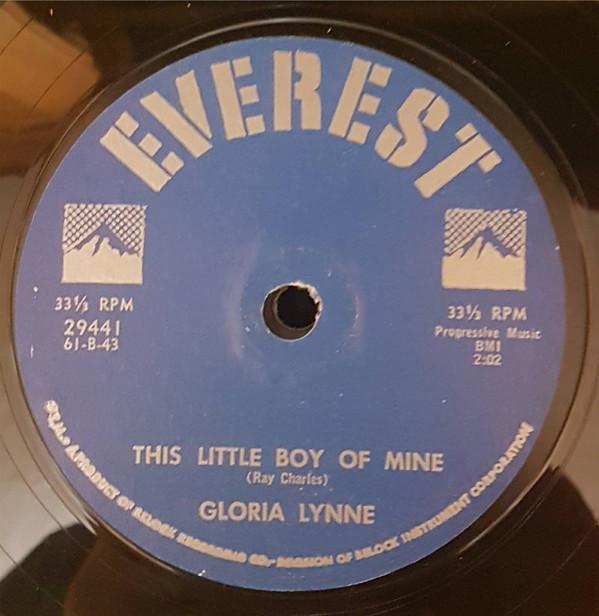 EVEREST
33⅓ RPM
29441
61-B-43
33⅓ RPM
Progressive Music
BMI
2:02
THIS LITTLE BOY OF MINE
(Ray Charles)
GLORIA LYNNE
A PRODUCT OF BELOCK RECORDING CO.- DIVISION OF BELOCK INSTRUMENT CORPORATION